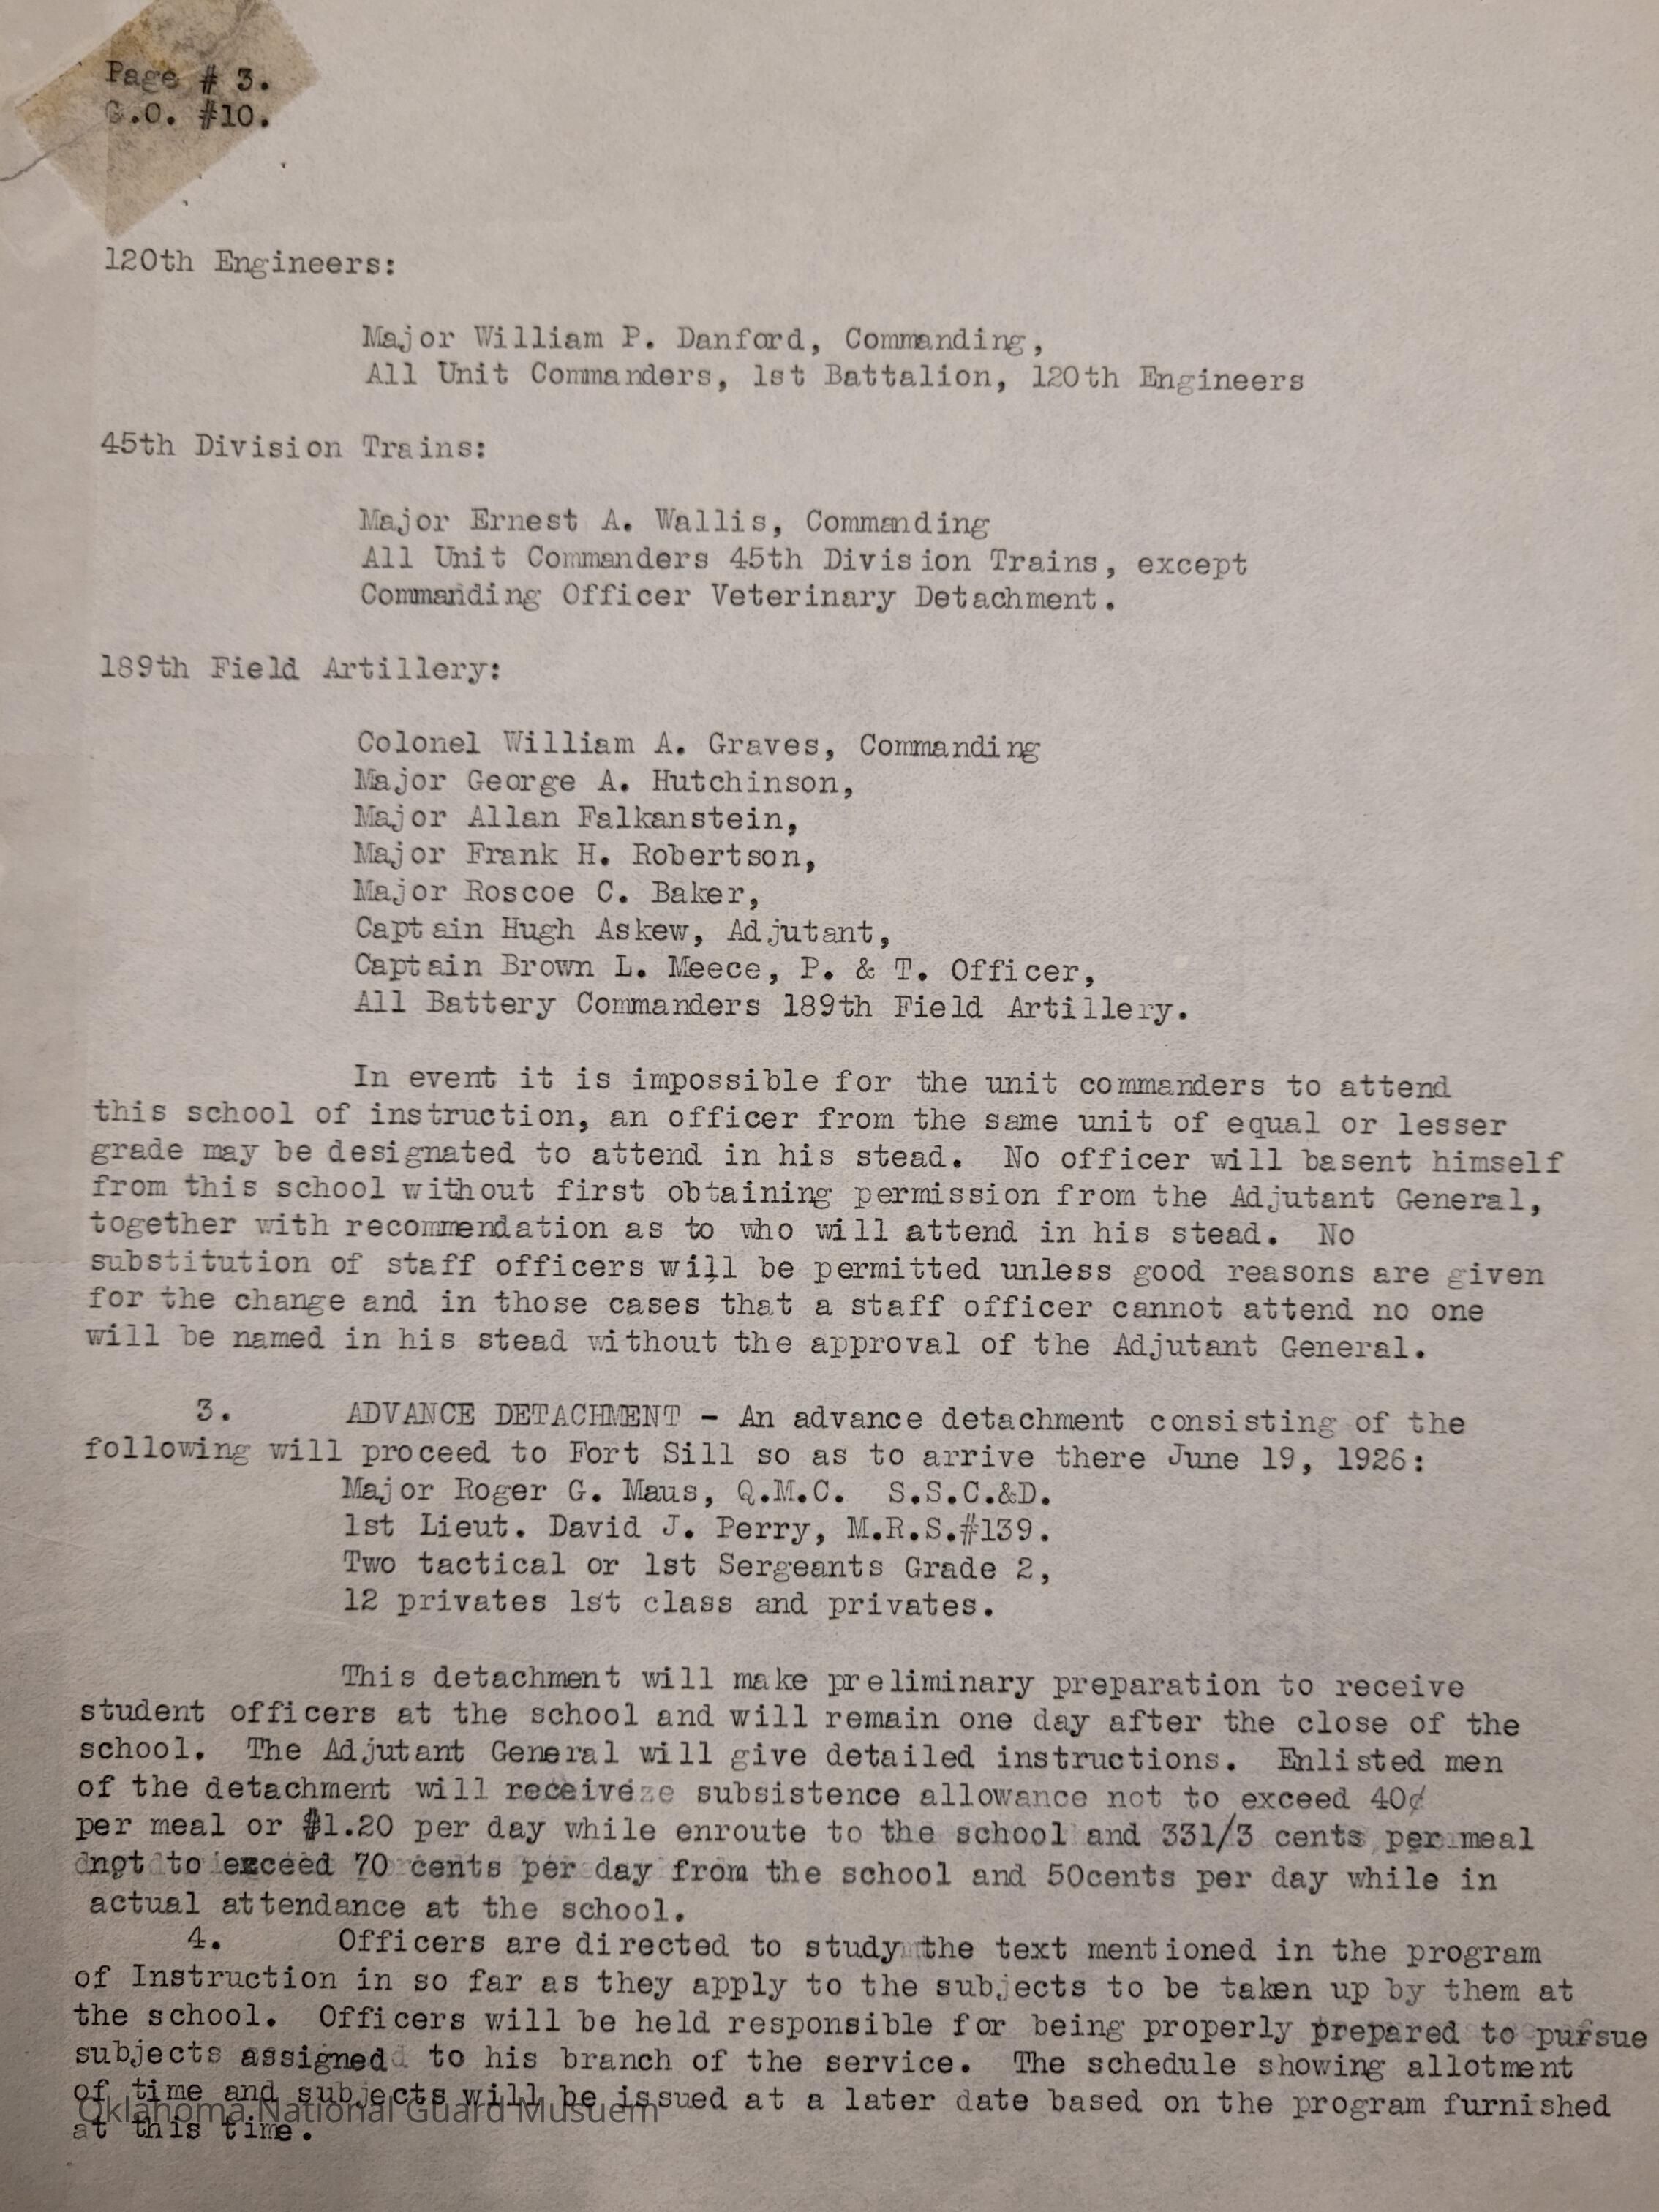 Page # 3.
G.O. #10.
120th Engineers:
Major William P. Danford, Commanding,
All Unit Commanders, 1st Battalion, 120th Engineers
45th Division Trains:
Major Ernest A. Wallis, Commanding
All Unit Commanders 45th Division Trains, except
Commanding Officer Veterinary Detachment.
189th Field Artillery:
Colonel William A. Graves, Commanding
Major George A. Hutchinson,
Major Allan Falkanstein,
Major Frank H. Robertson,
Major Roscoe C. Baker,
Captain Hugh Askew, Adjutant,
Captain Brown L. Meece, P. & T. Officer,
All Battery Commanders 189th Field Artillery.
In event it is impossible for the unit commanders to attend
this school of instruction, an officer from the same unit of equal or lesser
grade may be designated to attend in his stead. No officer will basent himself
from this school without first obtaining permission from the Adjutant General,
together with recommendation as to who will attend in his stead. No
substitution of staff officers will be permitted unless good reasons are given
for the change and in those cases that a staff officer cannot attend no one
will be named in his stead without the approval of the Adjutant General.
3. ADVANCE DETACHMENT - An advance detachment consisting of the
following will proceed to Fort Sill so as to arrive there June 19, 1926:
Major Roger G. Maus, Q.M.C. S.S.C.&D.
1st Lieut. David J. Perry, M.R.S.#139.
Two tactical or 1st Sergeants Grade 2,
12 privates 1st class and privates.
This detachment will make preliminary preparation to receive
student officers at the school and will remain one day after the close of the
school. The Adjutant General will give detailed instructions. Enlisted men
of the detachment will receive subsistence allowance not to exceed 40¢
per meal or $1.20 per day while enroute to the school and 331/3 cents per meal
not to exceed 70 cents per day from the school and 50cents per day while in
actual attendance at the school.
4. Officers are directed to study the text mentioned in the program
of Instruction in so far as they apply to the subjects to be taken up by them at
the school. Officers will be held responsible for being properly prepared to pursue
subjects assigned to his branch of the service. The schedule showing allotment
of time and subjects will be issued at a later date based on the program furnished
at this time.
Oklahoma National Guard Musuem